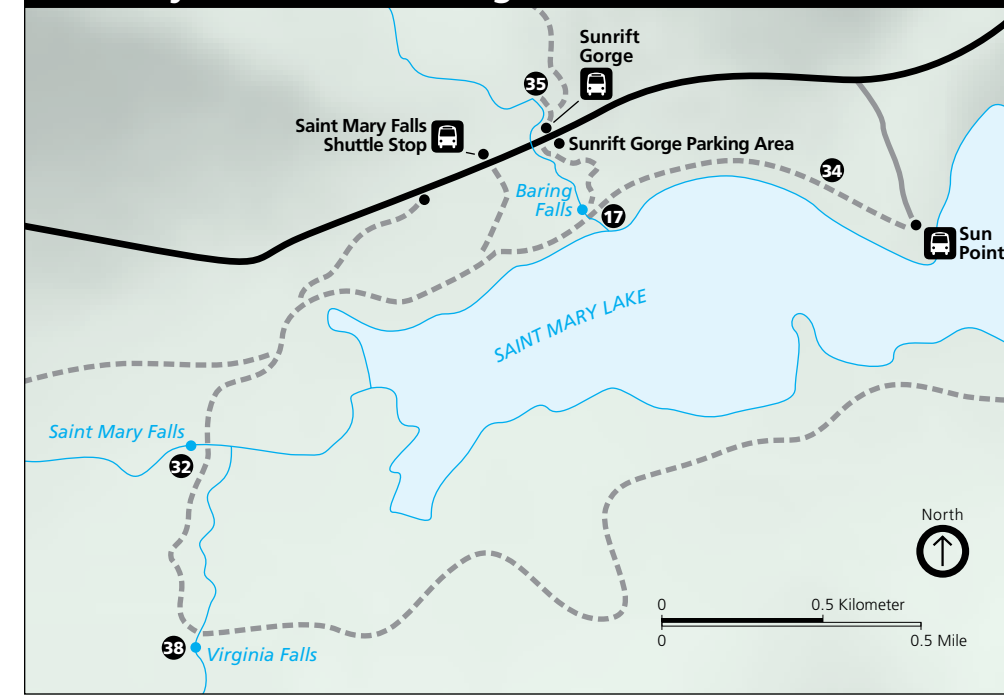 Sunrift
Gorge
35
Saint Mary Falls
Shuttle Stop
Sunrift Gorge Parking Area
34
Baring
Falls
17
Sun
Point
SAINT MARY LAKE
Saint Mary Falls
32
North
0
0.5 Kilometer
0
0.5 Mile
38
Virginia Falls